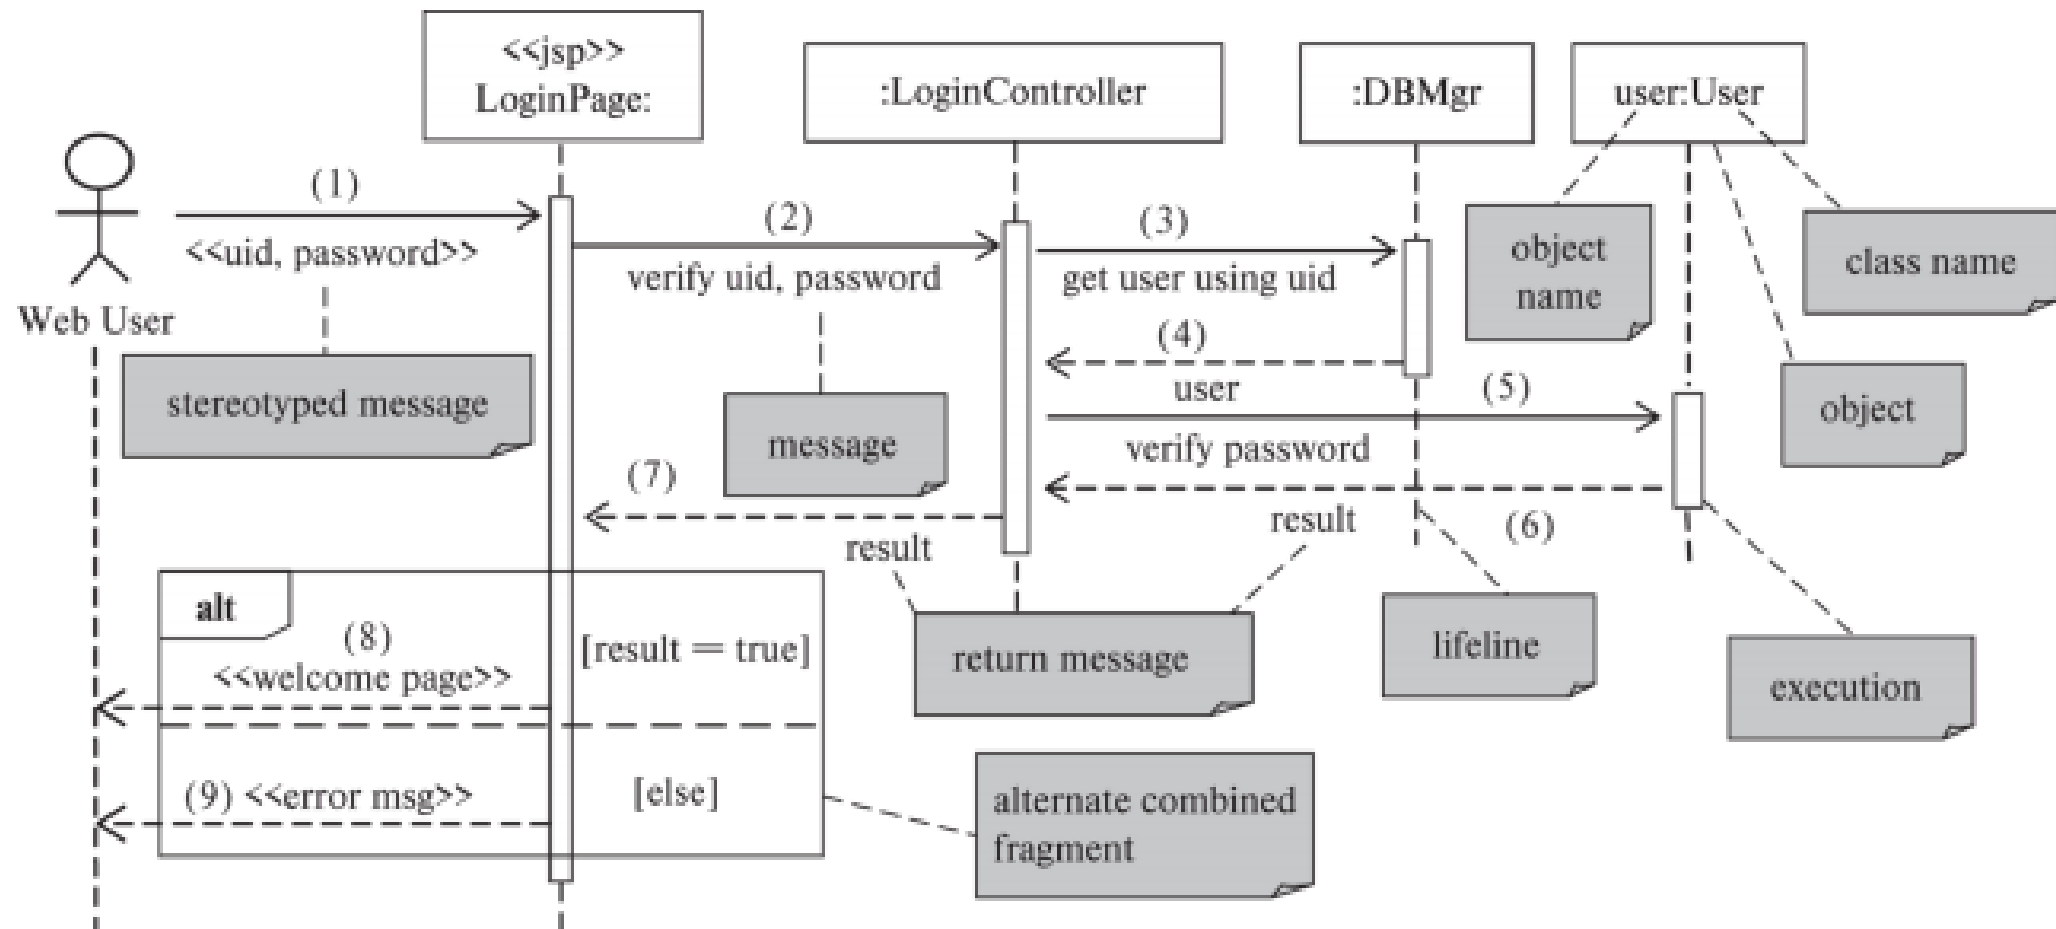 <<jsp>>
LoginPage:
:LoginController
:DBMgr
user:User
(1)
<<uid, password>>
Web User
stereotyped message
(2)
verify uid, password
message
(3)
get user using uid
(4)
user
(5)
verify password
object
name
class name
object
(7)
result
result
(6)
return message
lifeline
execution
alt
(8)
<<welcome page>>
[result = true]
(9) <<error msg>>
[else]
alternate combined
fragment